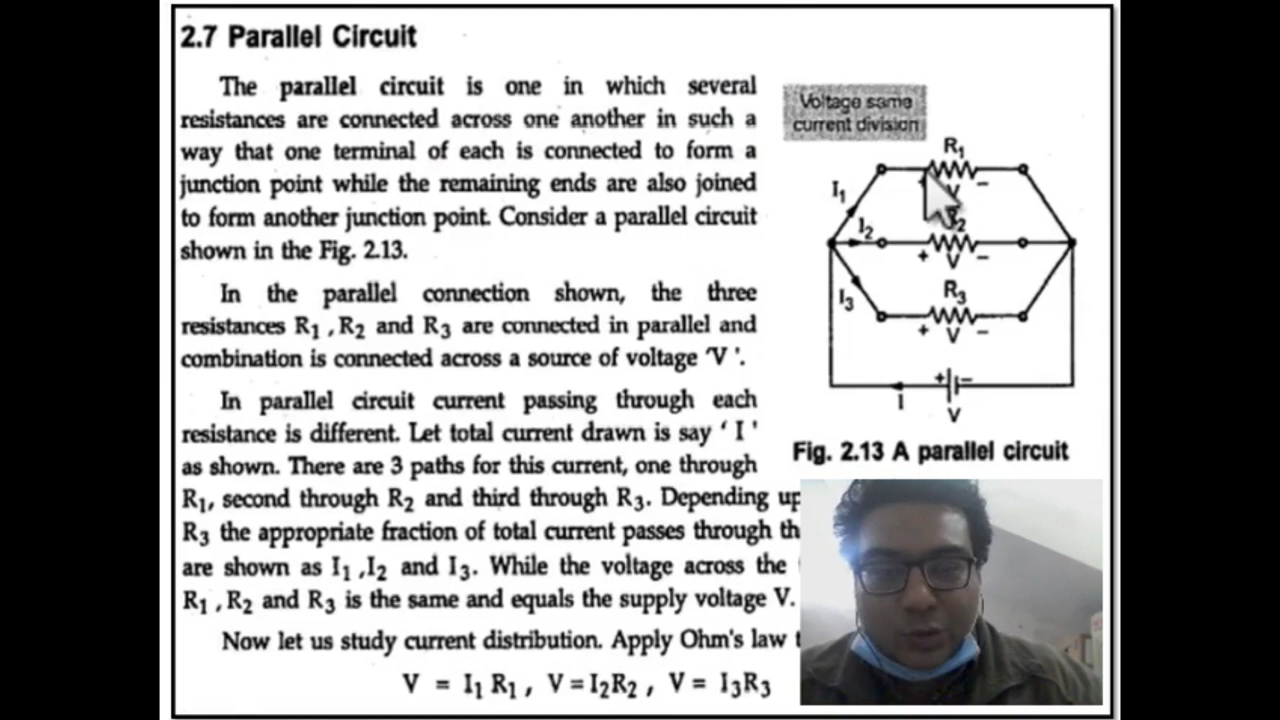 2.7 Parallel Circuit
The parallel circuit is one in which several
resistances are connected across one another in such a
way that one terminal of each is connected to form a
junction point while the remaining ends are also joined
to form another junction point. Consider a parallel circuit
shown in the Fig. 2.13.
In the parallel connection shown, the three
resistances R₁ , R₂ and R₃ are connected in parallel and
combination is connected across a source of voltage 'V '.
In parallel circuit current passing through each
resistance is different. Let total current drawn is say ' I '
as shown. There are 3 paths for this current, one through
R₁, second through R₂ and third through R₃. Depending
R₃ the appropriate fraction of total current passes through
are shown as I₁ ,I₂ and I₃. While the voltage across the
R₁ , R₂ and R₃ is the same and equals the supply voltage V.
Now let us study current distribution. Apply Ohm's law
V = I₁ R₁ , V = I₂R₂ , V = I₃R₃
Voltage same
current division
R₁
I₁
V −
I₂
+ V −
R₃
I₃
+ V −
+ −
I
V
Fig. 2.13 A parallel circuit